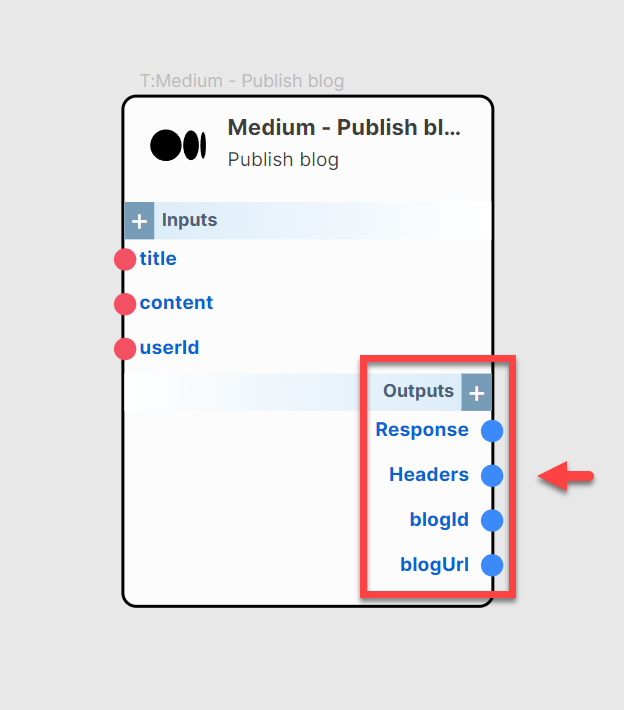 T:Medium - Publish blog
Medium - Publish bl...
Publish blog
+ Inputs
title
content
userId
Outputs +
Response
Headers
blogId
blogUrl